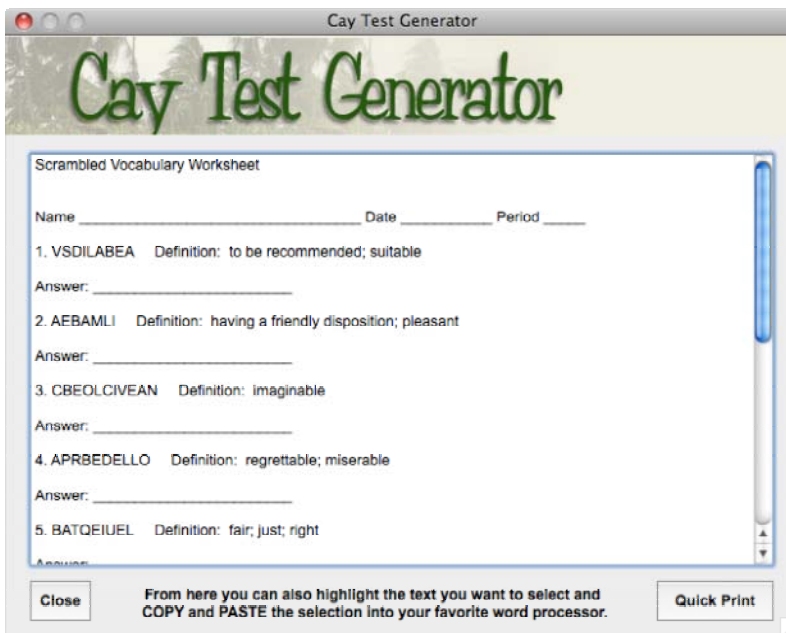 Cay Test Generator
Cay Test Generator
Scrambled Vocabulary Worksheet
Name __________________________________ Date ___________ Period _____
1. VSDILABEA Definition: to be recommended; suitable
Answer: ________________________
2. AEBAMLI Definition: having a friendly disposition; pleasant
Answer: ________________________
3. CBEOLCIVEAN Definition: imaginable
Answer: ________________________
4. APRBEDELLO Definition: regrettable; miserable
Answer: ________________________
5. BATQEIUEL Definition: fair; just; right
Close
From here you can also highlight the text you want to select and
COPY and PASTE the selection into your favorite word processor.
Quick Print